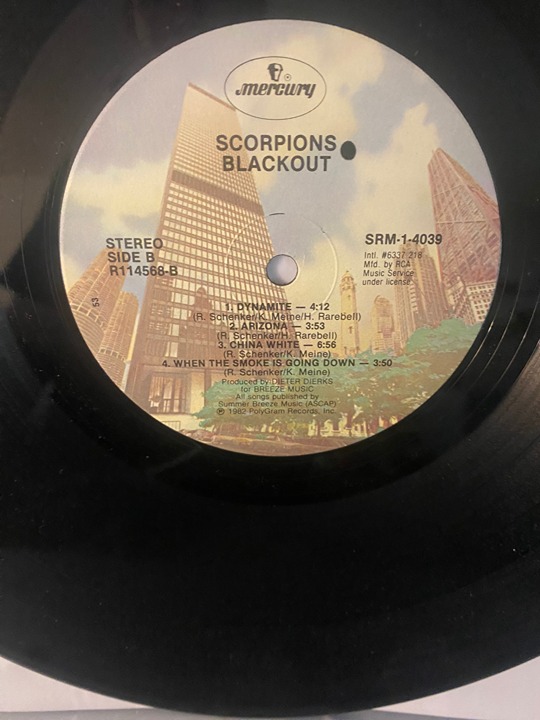 mercury
®
SCORPIONS
BLACKOUT
STEREO
SIDE B
R114568-B
SRM-1-4039
Intl. #6337 218
Mfd. by RCA
Music Service
under license
53
1. DYNAMITE — 4:12
(R. Schenker/K. Meine/H. Rarebell)
2. ARIZONA — 3:53
(R. Schenker/K. Meine)
3. CHINA WHITE — 6:56
(R. Schenker/K. Meine)
4. WHEN THE SMOKE IS GOING DOWN — 3:50
(R. Schenker/K. Meine)
Produced by DIETER DIERKS
for BREEZE MUSIC
All songs published by
Summer Breeze Music (ASCAP)
℗ 1982 PolyGram Records, Inc.